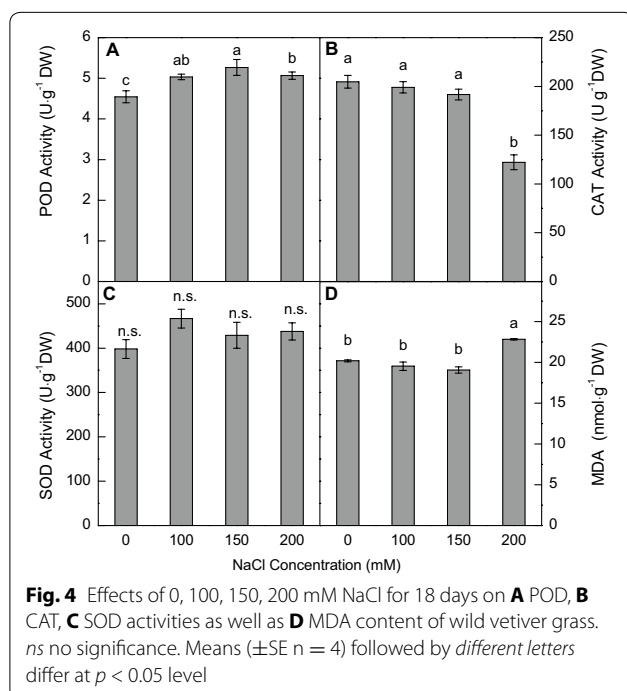 A
B
POD Activity (U·g⁻¹ DW)
6
5
4
3
2
1
0
c
ab
a
b
CAT Activity (U g⁻¹DW)
250
200
150
100
50
0
a
a
a
b
C
D
SOD Activity (U·g⁻¹DW)
500
400
300
200
100
0
n.s.
n.s.
n.s.
n.s.
MDA (nmol·g⁻¹ DW)
25
20
15
10
5
0
b
b
b
a
0 100 150 200 0 100 150 200
NaCl Concentration (mM)
Fig. 4 Effects of 0, 100, 150, 200 mM NaCl for 18 days on A POD, B
CAT, C SOD activities as well as D MDA content of wild vetiver grass.
ns no significance. Means (±SE n = 4) followed by different letters
differ at p < 0.05 level